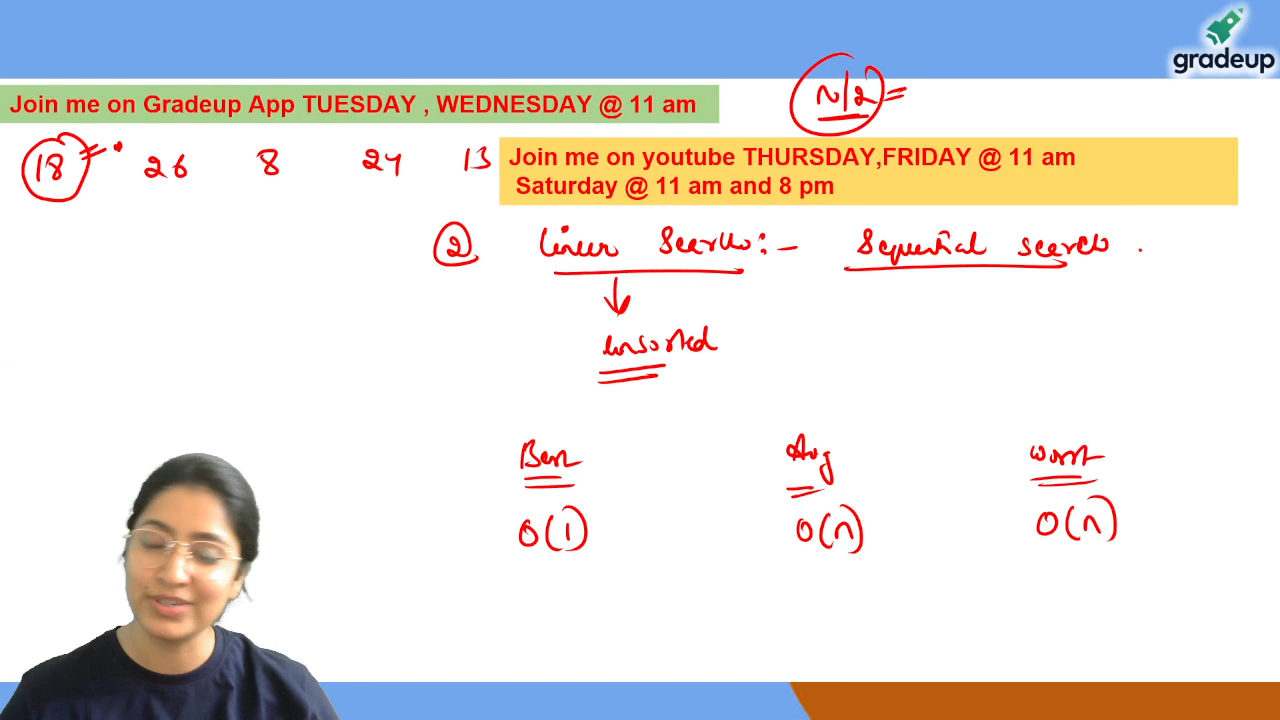 gradeup
n/2
Join me on Gradeup App TUESDAY , WEDNESDAY @ 11 am
18 26 8 24 13
Join me on youtube THURSDAY,FRIDAY @ 11 am
Saturday @ 11 am and 8 pm
2 Linear Search :- Sequential search .
unsorted
Best Avg worst
O(1) O(n) O(n)